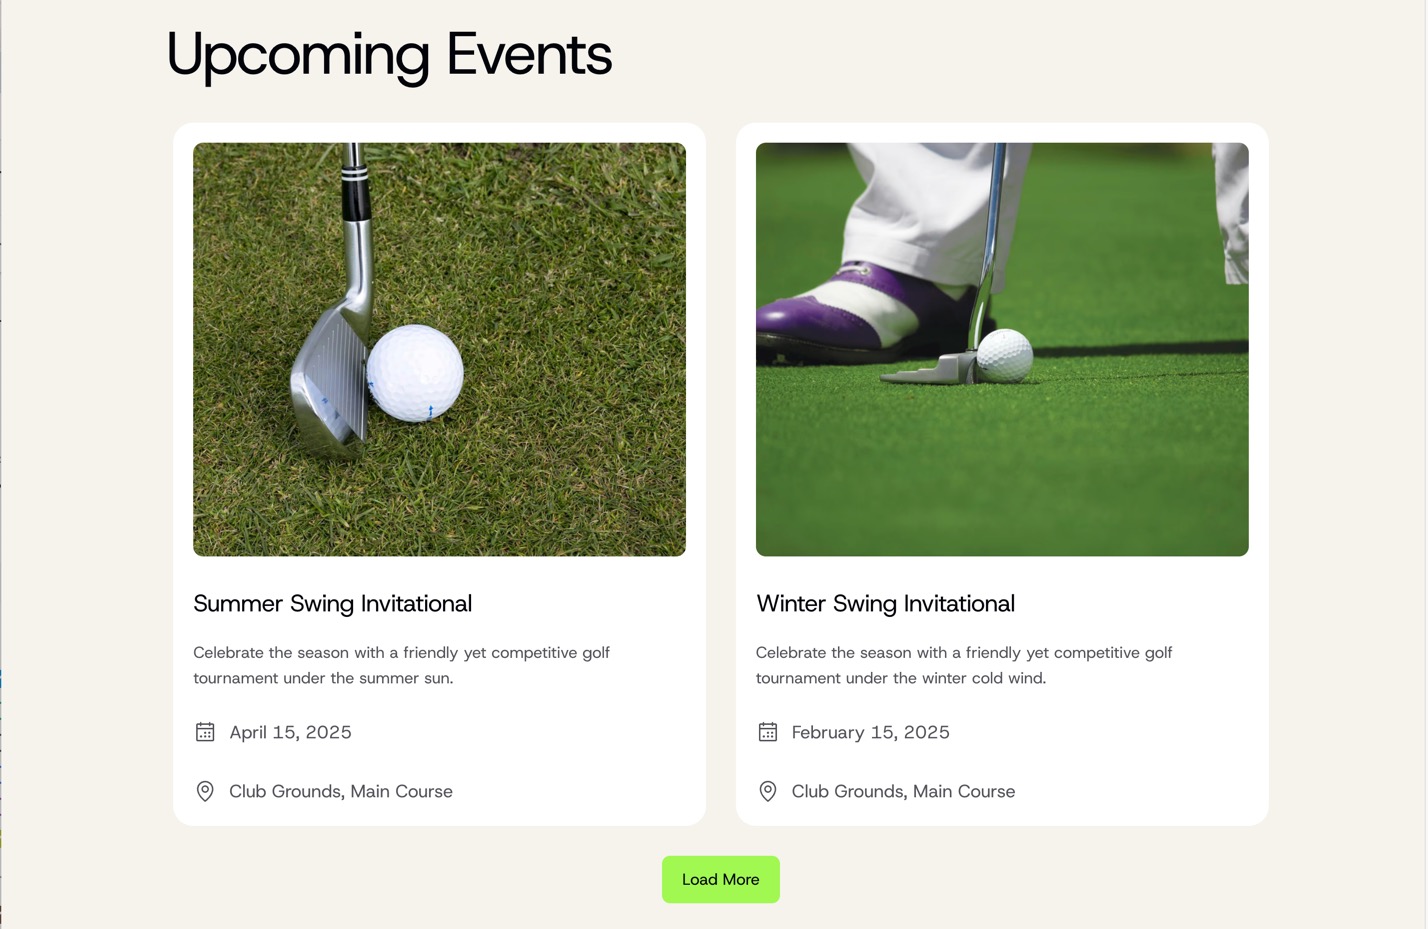 Upcoming Events
Summer Swing Invitational
Celebrate the season with a friendly yet competitive golf
tournament under the summer sun.
April 15, 2025
Club Grounds, Main Course
Winter Swing Invitational
Celebrate the season with a friendly yet competitive golf
tournament under the winter cold wind.
February 15, 2025
Club Grounds, Main Course
Load More